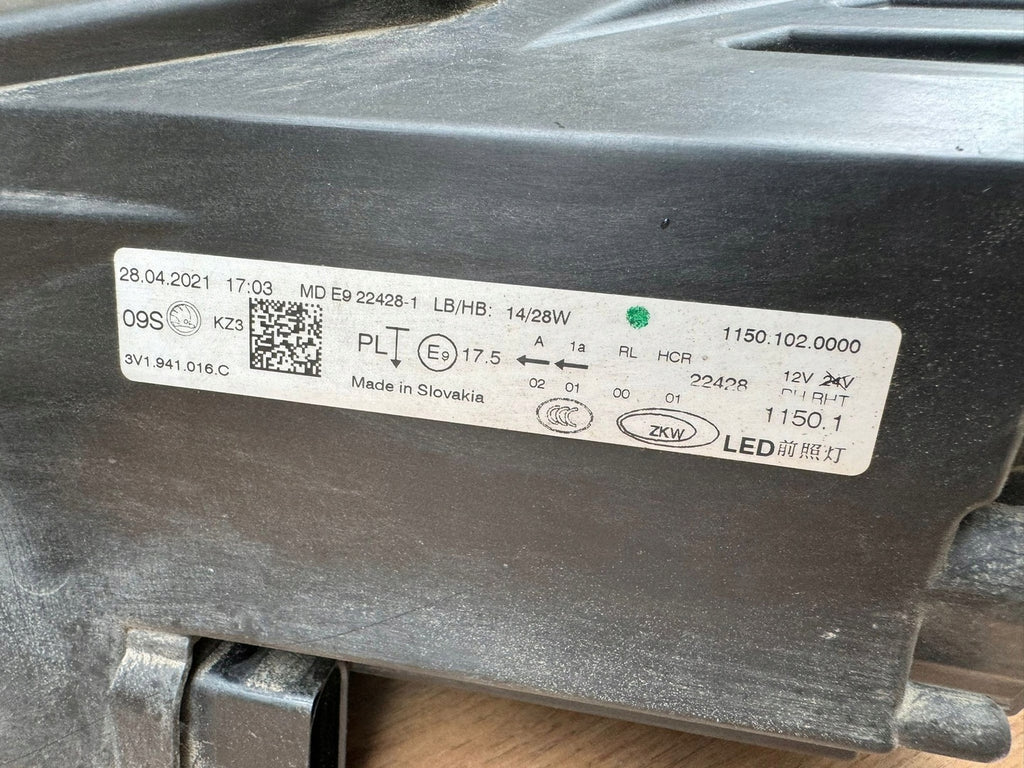 28.04.2021 17:03 MD E9 22428-1 LB/HB: 14/28W
1150.102.0000
09S KZ3 PL E9 17.5
A 1a RL HCR
22428 12V 24V
02 01 00 01
3V1.941.016.C Made in Slovakia
1150.1
CCC ZKW LED前照灯